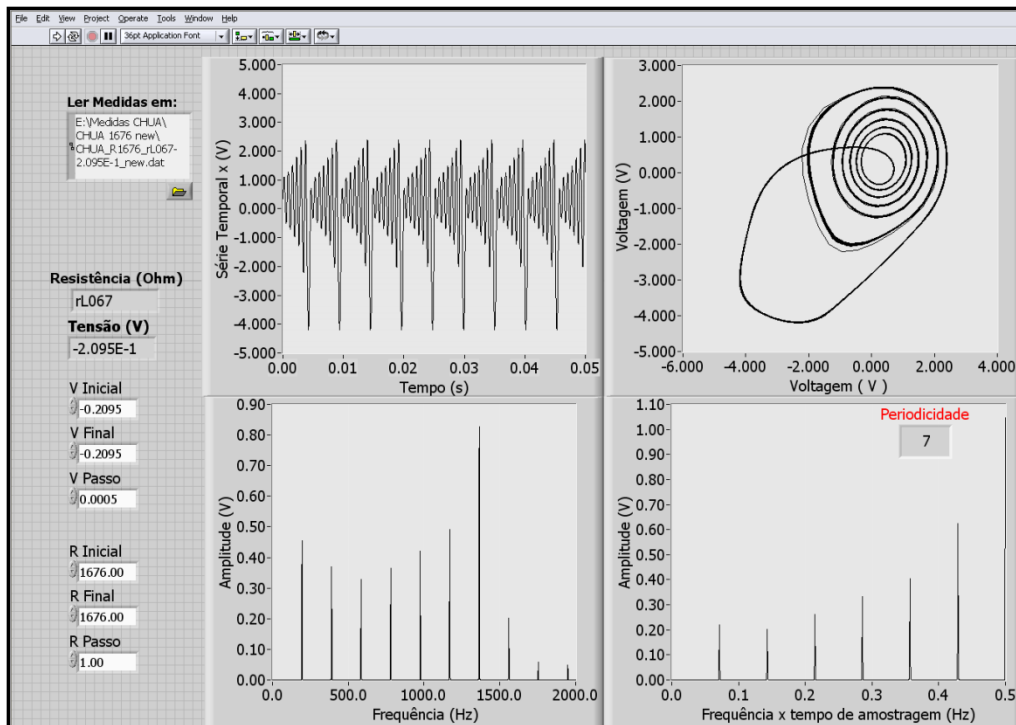 File Edit View Project Operate Tools Window Help
36pt Application Font
Ler Medidas em:
E:\Medidas CHUA\
CHUA 1676 new\
CHUA_R1676_rL067-
2.095E-1_new.dat
Resistência (Ohm)
rL067
Tensão (V)
-2.095E-1
V Inicial
-0.2095
V Final
-0.2095
V Passo
0.0005
R Inicial
1676.00
R Final
1676.00
R Passo
1.00
Série Temporal x (V)
5.000
4.000
3.000
2.000
1.000
0.000
-1.000
-2.000
-3.000
-4.000
-5.000
0.00 0.01 0.02 0.03 0.04 0.05
Tempo (s)
Voltagem (V)
3.000
2.000
1.000
0.000
-1.000
-2.000
-3.000
-4.000
-5.000
-6.000 -4.000 -2.000 0.000 2.000 4.000
Voltagem ( V )
Amplitude (V)
0.90
0.80
0.70
0.60
0.50
0.40
0.30
0.20
0.10
0.00
0.0 500.0 1000.0 1500.0 2000.0
Frequência (Hz)
Periodicidade
7
Amplitude (V)
1.10
1.00
0.90
0.80
0.70
0.60
0.50
0.40
0.30
0.20
0.10
0.00
0.0 0.1 0.2 0.3 0.4 0.5
Frequência x tempo de amostragem (Hz)